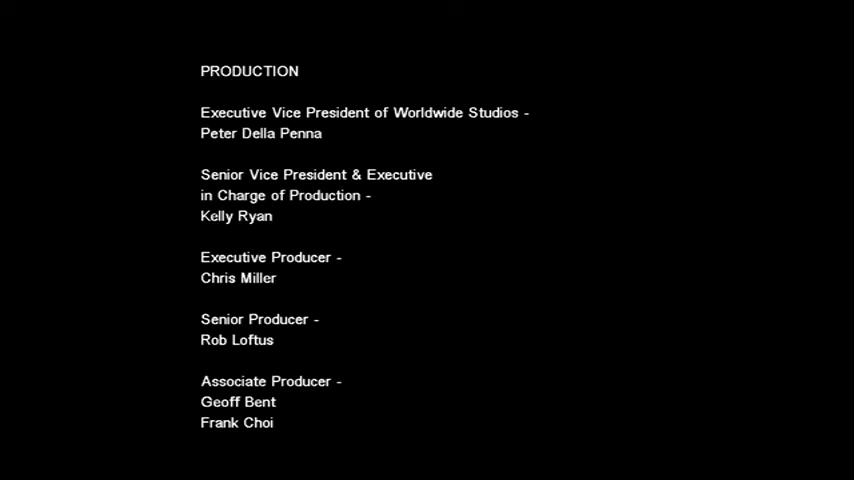 PRODUCTION
Executive Vice President of Worldwide Studios -
Peter Della Penna
Senior Vice President & Executive
in Charge of Production -
Kelly Ryan
Executive Producer -
Chris Miller
Senior Producer -
Rob Loftus
Associate Producer -
Geoff Bent
Frank Choi